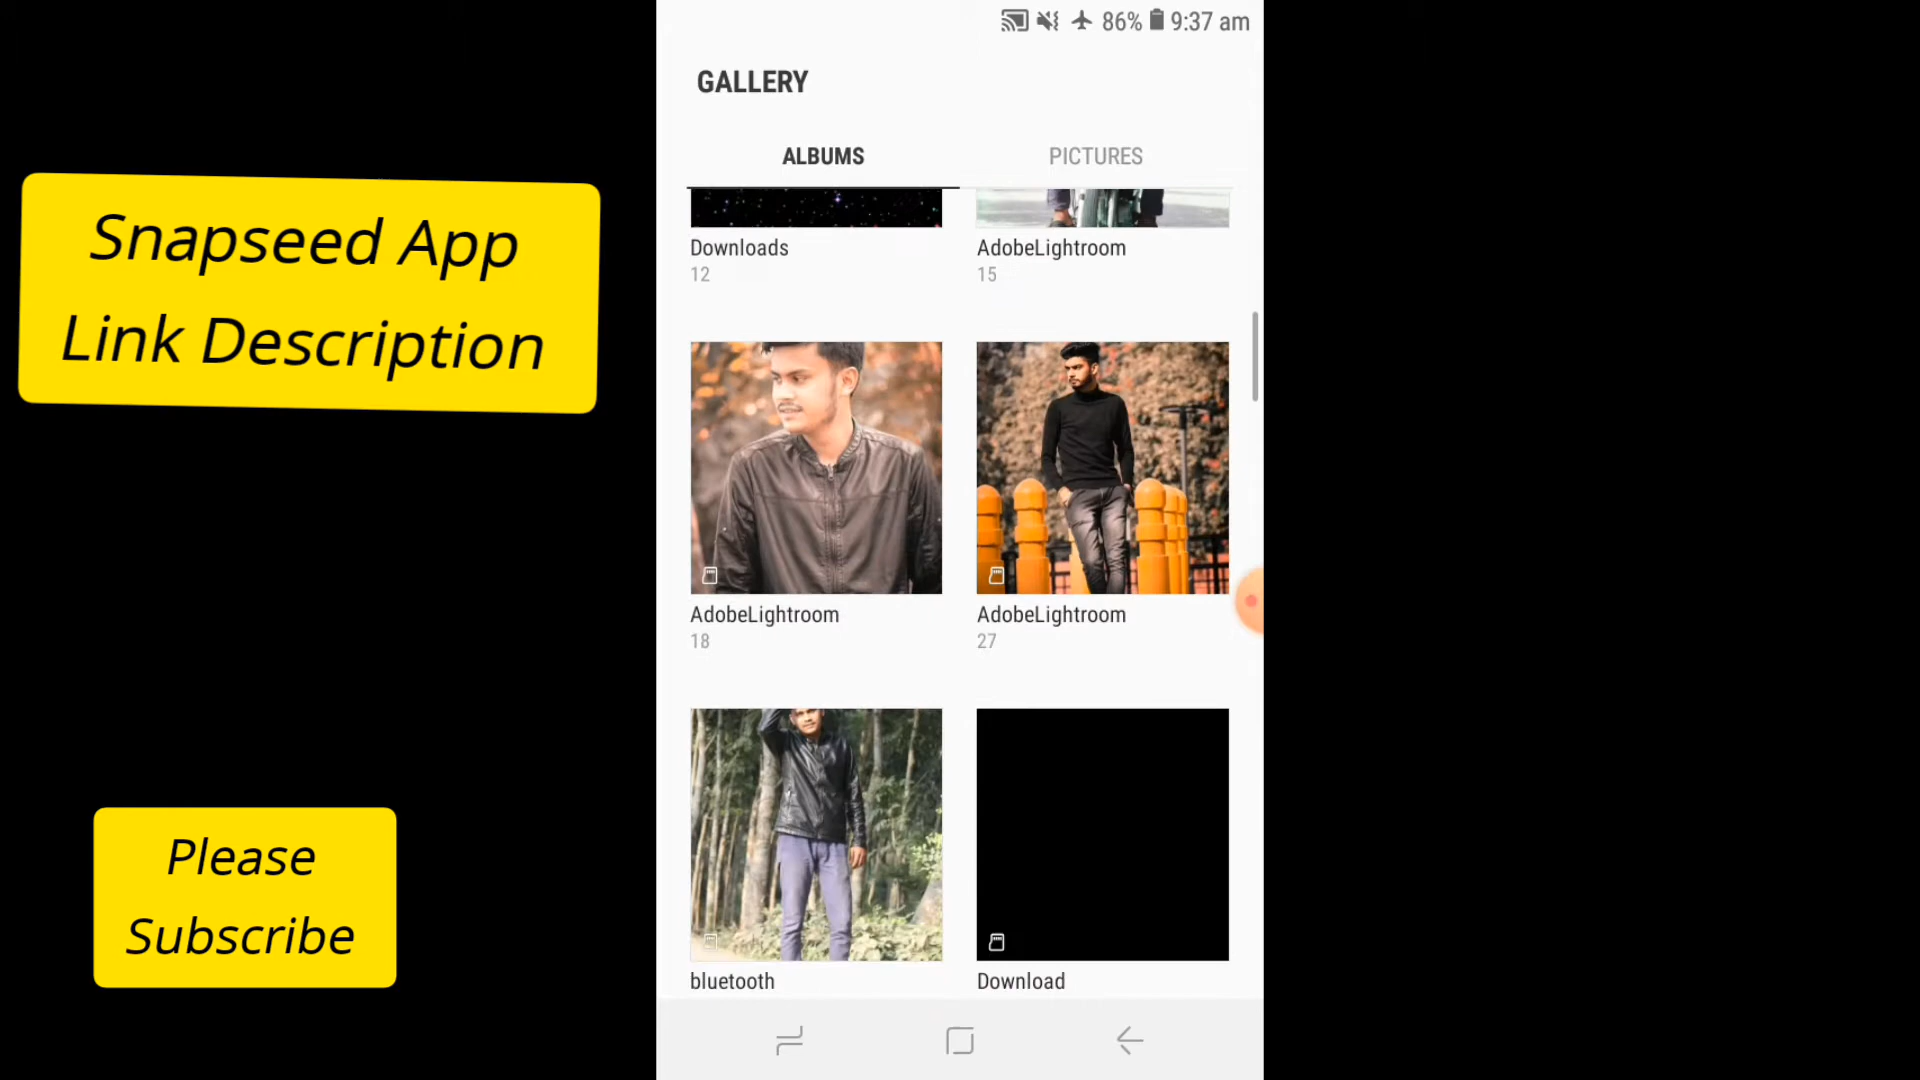 86% 9:37 am
GALLERY
ALBUMS PICTURES
Snapseed App
Link Description
Downloads AdobeLightroom
12 15
AdobeLightroom AdobeLightroom
18 27
Please
Subscribe
bluetooth Download